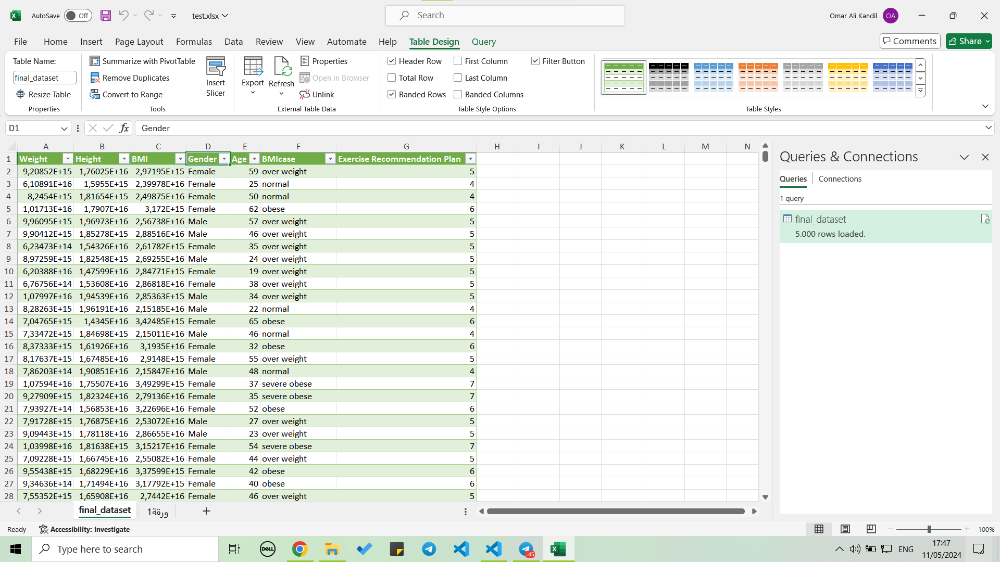 AutoSave Off test.xlsx Search Omar Ali Kandil OA
File Home Insert Page Layout Formulas Data Review View Automate Help Table Design Query Comments Share
Table Name:
final_dataset
Resize Table
Properties
Summarize with PivotTable
Remove Duplicates
Convert to Range
Tools
Insert
Slicer
Export
Refresh
Properties
Open in Browser
Unlink
External Table Data
Header Row First Column Filter Button
Total Row Last Column
Banded Rows Banded Columns
Table Style Options
Table Styles
D1 fx Gender
A B C D E F G H I J K L M N
1 Weight Height BMI Gender Age BMIcase Exercise Recommendation Plan
2 9,20852E+15 1,76025E+16 2,97195E+15 Female 59 over weight 5
3 6,10891E+16 1,5955E+15 2,39978E+16 Female 25 normal 4
4 8,2454E+15 1,81654E+15 2,49875E+16 Female 50 normal 4
5 1,01713E+16 1,7907E+16 3,172E+15 Female 62 obese 6
6 9,96095E+15 1,96973E+16 2,56738E+16 Male 57 over weight 5
7 9,90412E+15 1,85278E+15 2,88516E+16 Male 46 over weight 5
8 6,23473E+14 1,54326E+16 2,61782E+15 Female 35 over weight 5
9 8,97259E+15 1,82548E+15 2,69255E+16 Male 24 over weight 5
10 6,20388E+16 1,47599E+16 2,84771E+15 Female 19 over weight 5
11 6,76756E+14 1,53608E+16 2,86818E+16 Female 38 over weight 5
12 1,07997E+16 1,94539E+16 2,85363E+15 Male 34 over weight 5
13 8,28263E+15 1,96191E+16 2,15185E+16 Male 22 normal 4
14 7,04765E+15 1,4345E+16 3,42485E+15 Female 65 obese 6
15 7,33472E+15 1,84698E+15 2,15011E+16 Male 46 normal 4
16 8,37333E+15 1,61926E+16 3,1935E+16 Female 32 obese 6
17 8,17637E+15 1,67485E+16 2,9148E+15 Female 55 over weight 5
18 7,86203E+14 1,90851E+16 2,15847E+16 Male 48 normal 4
19 1,07594E+16 1,75507E+16 3,49299E+15 Female 37 severe obese 7
20 9,27909E+15 1,82324E+16 2,79136E+16 Female 35 severe obese 7
21 7,93927E+14 1,56853E+16 3,22696E+16 Female 52 obese 6
22 7,91728E+15 1,76875E+16 2,53072E+16 Male 27 over weight 5
23 9,09443E+15 1,78118E+16 2,86655E+16 Male 23 over weight 5
24 1,03998E+16 1,81638E+15 3,15217E+16 Female 54 severe obese 7
25 7,09228E+15 1,66745E+16 2,55082E+16 Female 44 over weight 5
26 9,55438E+15 1,68229E+16 3,37599E+15 Female 42 obese 6
27 9,34636E+14 1,71494E+16 3,17792E+15 Female 40 obese 6
28 7,55352E+15 1,65908E+16 2,7442E+16 Female 46 over weight 5
Queries & Connections
Queries Connections
1 query
final_dataset
5.000 rows loaded.
final_dataset ورقة1
Ready Accessibility: Investigate 100%
Type here to search DELL ..45 ENG 17:47
11/05/2024